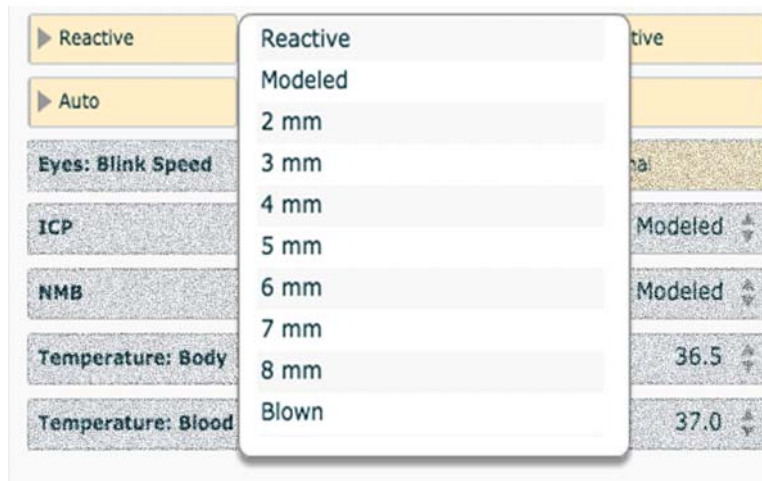 Reactive
Auto
Eyes: Blink Speed
ICP
NMB
Temperature: Body
Temperature: Blood
Reactive
Modeled
2 mm
3 mm
4 mm
5 mm
6 mm
7 mm
8 mm
Blown
tive
Modeled
Modeled
36.5
37.0